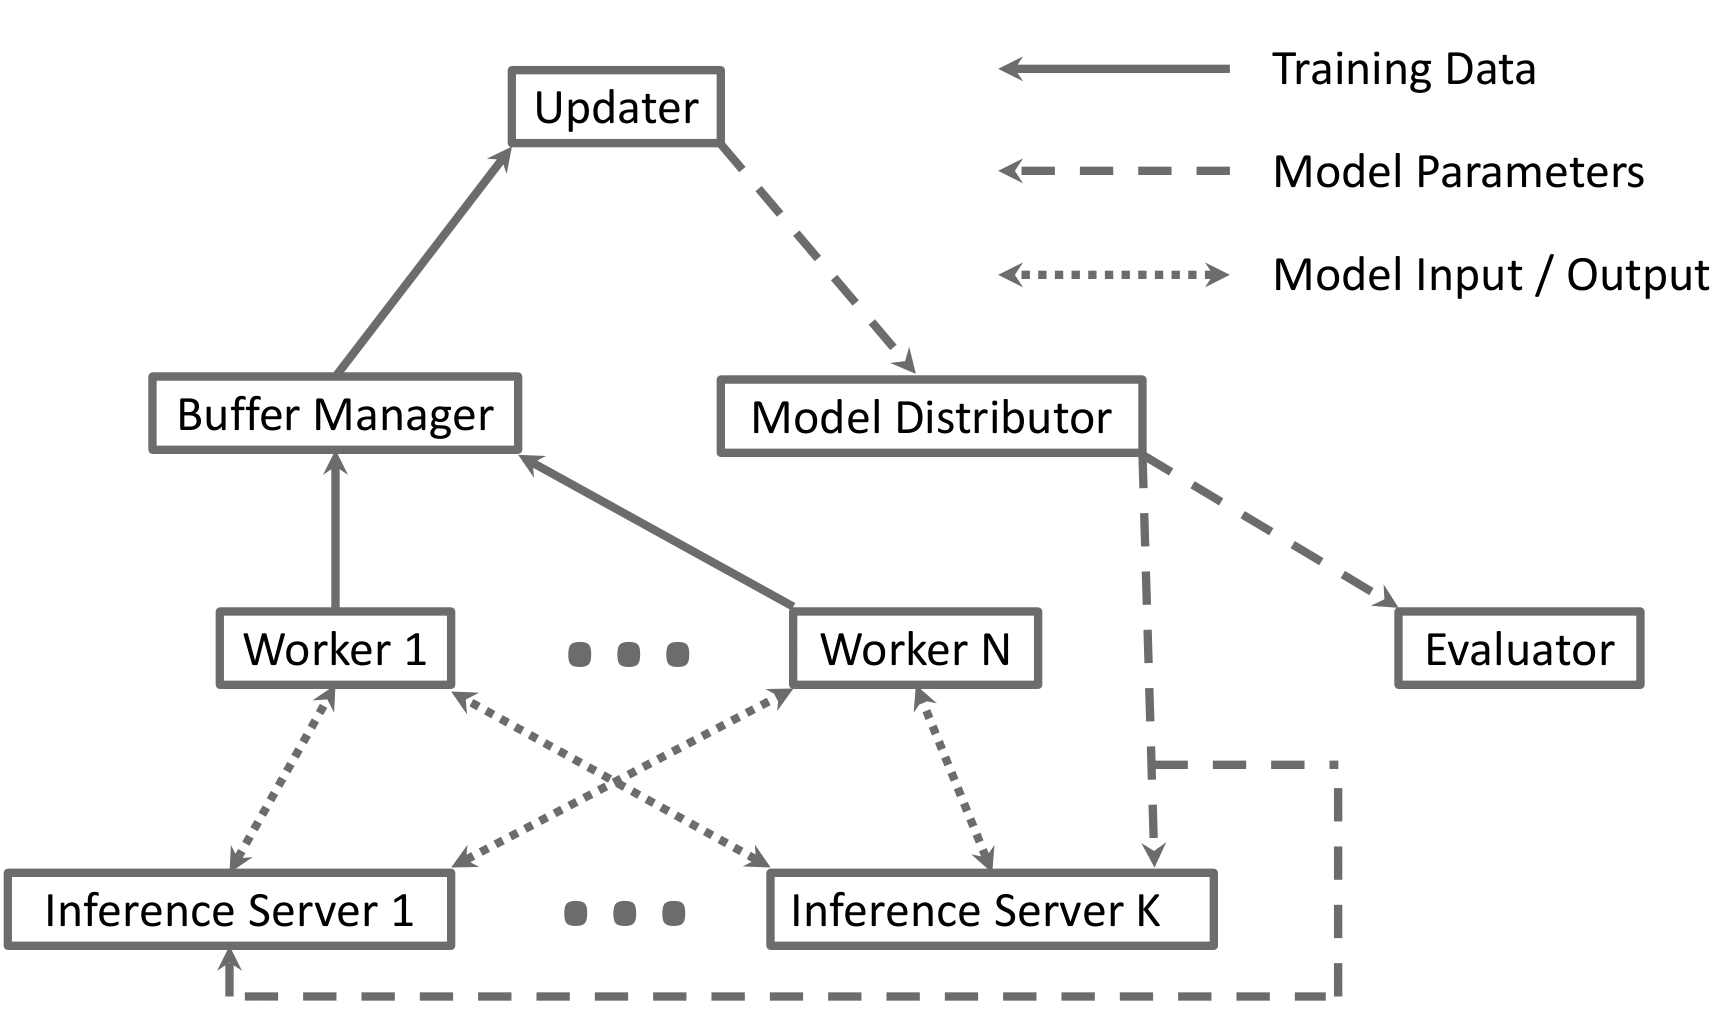 Training Data
Updater
Model Parameters
Model Input / Output
Buffer Manager
Model Distributor
Worker 1
Worker N
Evaluator
Inference Server 1
Inference Server K